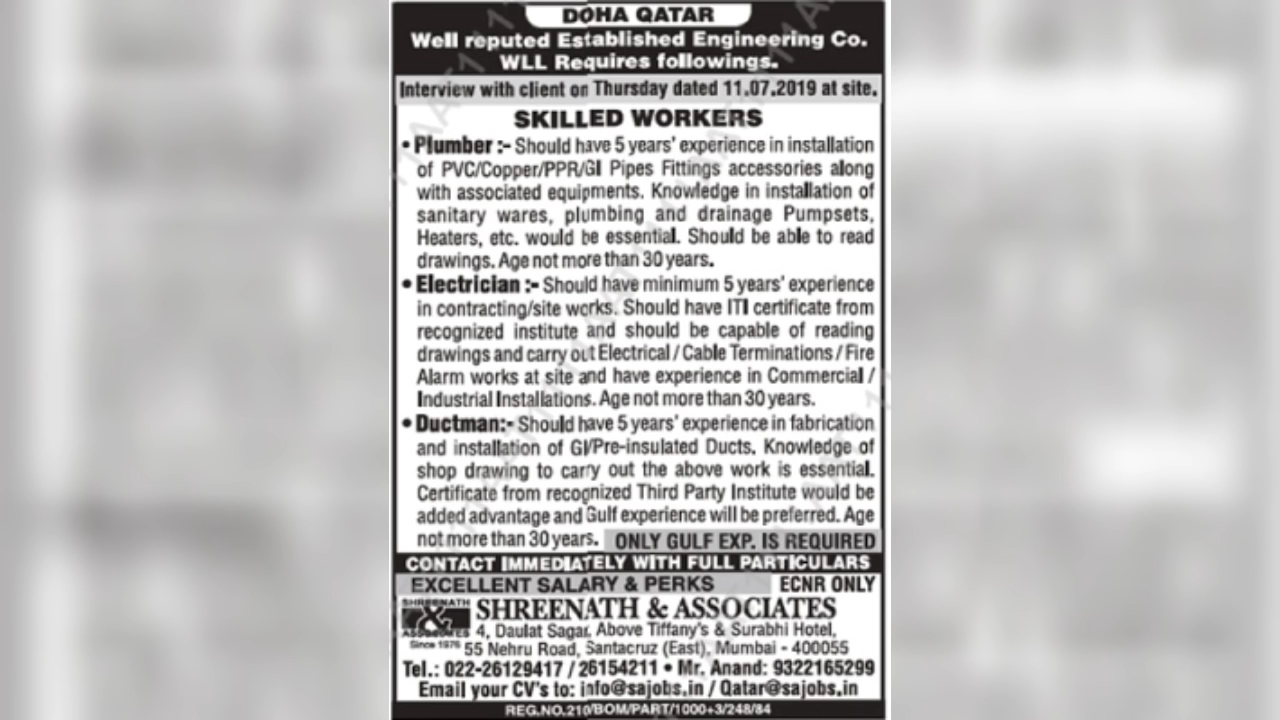 DOHA QATAR
Well reputed Established Engineering Co.
WLL Requires followings.
Interview with client on Thursday dated 11.07.2019 at site.
SKILLED WORKERS
• Plumber :- Should have 5 years' experience in installation
of PVC/Copper/PPR/GI Pipes Fittings accessories along
with associated equipments. Knowledge in installation of
sanitary wares, plumbing and drainage Pumpsets,
Heaters, etc. would be essential. Should be able to read
drawings. Age not more than 30 years.
• Electrician :- Should have minimum 5 years' experience
in contracting/site works. Should have ITI certificate from
recognized institute and should be capable of reading
drawings and carry out Electrical / Cable Terminations / Fire
Alarm works at site and have experience in Commercial /
Industrial Installations. Age not more than 30 years.
• Ductman:- Should have 5 years' experience in fabrication
and installation of GI/Pre-insulated Ducts. Knowledge of
shop drawing to carry out the above work is essential.
Certificate from recognized Third Party Institute would be
added advantage and Gulf experience will be preferred. Age
not more than 30 years. ONLY GULF EXP. IS REQUIRED
CONTACT IMMEDIATELY WITH FULL PARTICULARS
EXCELLENT SALARY & PERKS ECNR ONLY
SHREENATH & ASSOCIATES Since 1976
SHREENATH & ASSOCIATES
4, Daulat Sagar, Above Tiffany's & Surabhi Hotel,
55 Nehru Road, Santacruz (East), Mumbai - 400055
Tel.: 022-26129417 / 26154211 • Mr. Anand: 9322165299
Email your CV's to: info@sajobs.in / Qatar@sajobs.in
REG.NO.210/BOM/PART/1000+3/248/84